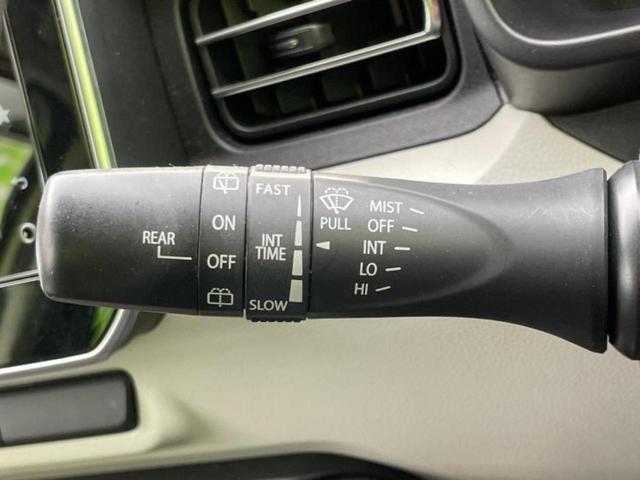 REAR
ON
OFF
FAST
INT
TIME
SLOW
PULL
MIST
OFF
INT
LO
HI